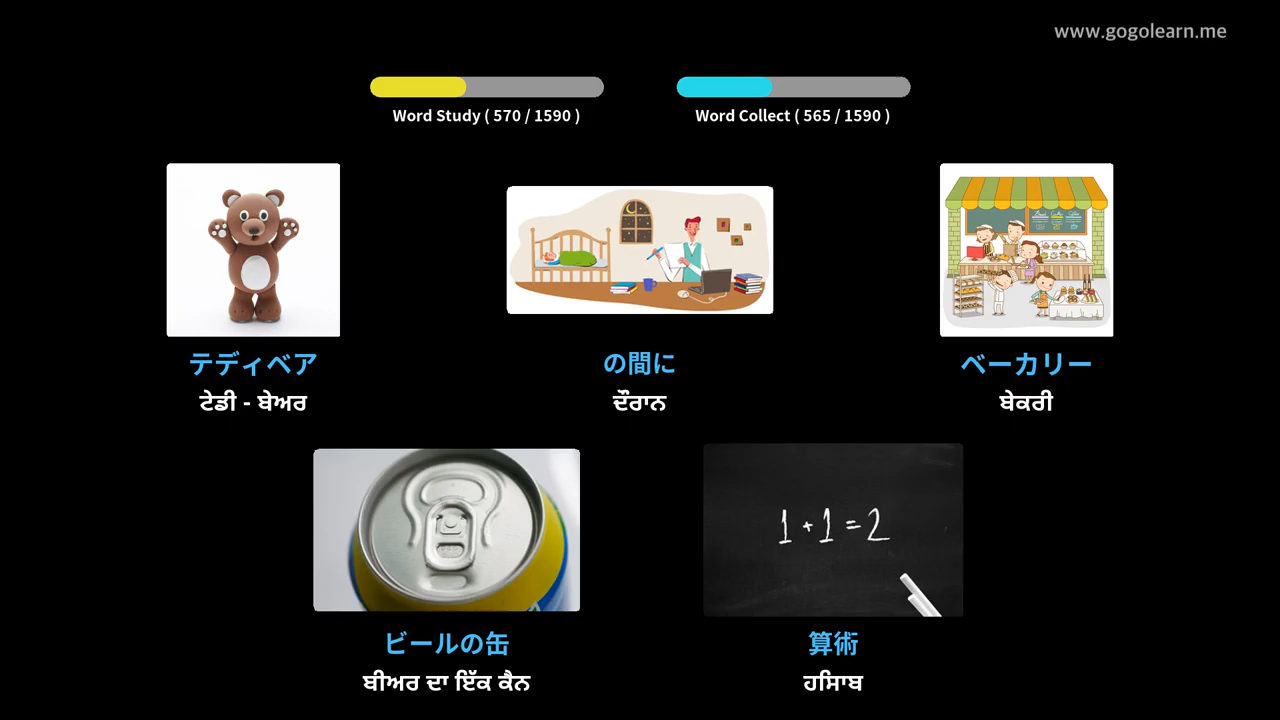 www.gogolearn.me
Word Study ( 570 / 1590 )
Word Collect ( 565 / 1590 )
テディベア
ਟੇਡੀ - ਬੇਅਰ
の間に
ਦੌਰਾਨ
ベーカリー
ਬੇਕਰੀ
1 + 1 = 2
ビールの缶
ਬੀਅਰ ਦਾ ਇੱਕ ਕੈਨ
算術
ਹਸਿਾਬ